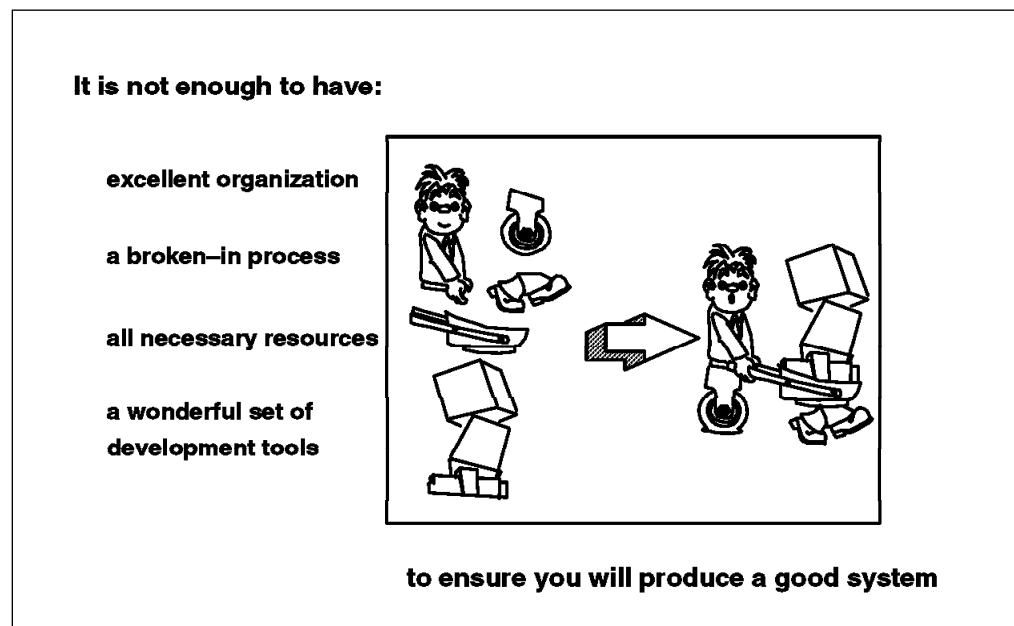 It is not enough to have:
excellent organization
a broken–in process
all necessary resources
a wonderful set of
development tools
to ensure you will produce a good system